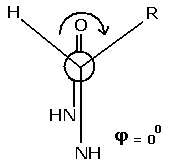 H R
O
HN
NH φ = 0⁰